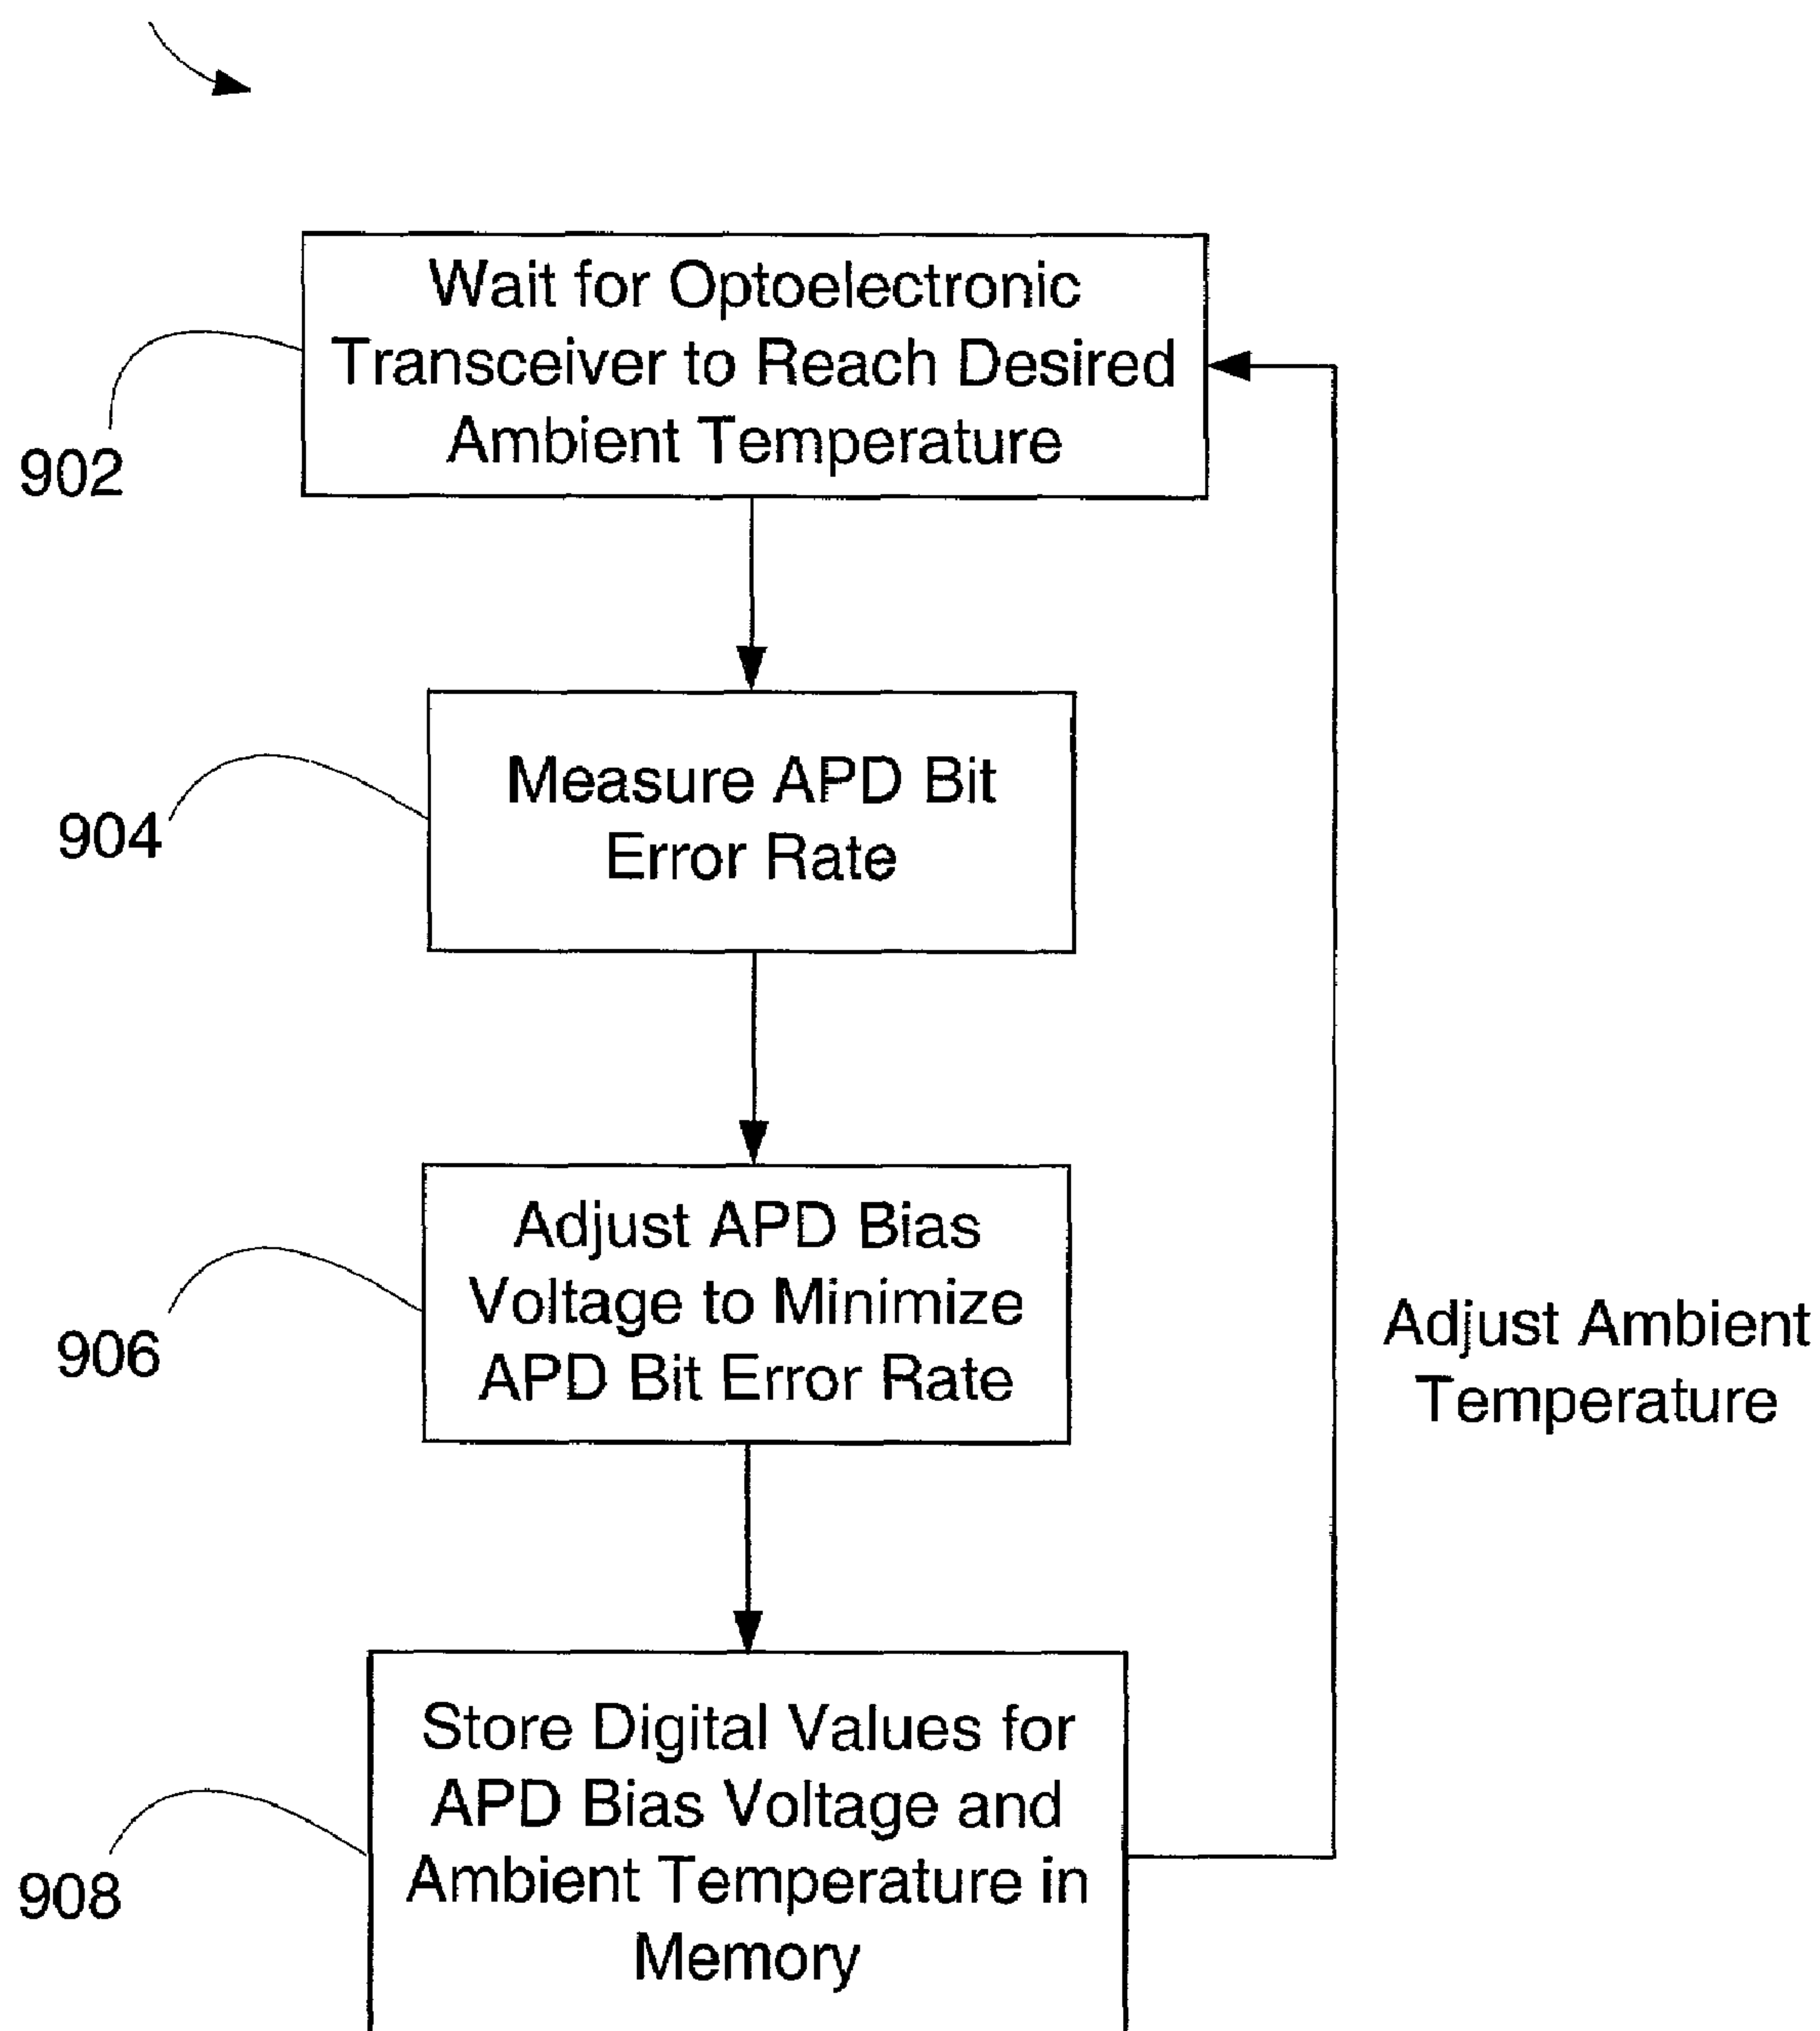 Wait for Optoelectronic
Transceiver to Reach Desired
Ambient Temperature
902
Measure APD Bit
Error Rate
904
Adjust APD Bias
Voltage to Minimize
APD Bit Error Rate
906
Adjust Ambient
Temperature
Store Digital Values for
APD Bias Voltage and
Ambient Temperature in
Memory
908